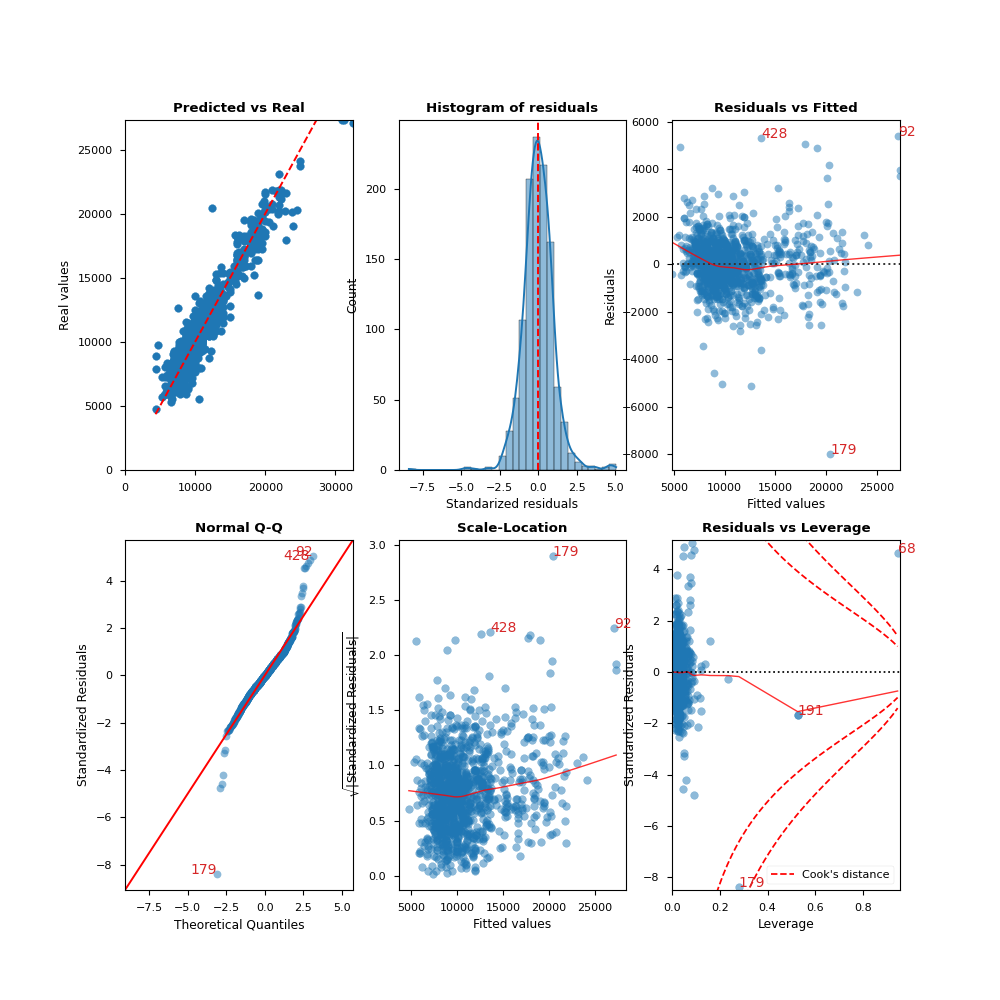 Predicted vs Real
Real values
25000
20000
15000
10000
5000
0
0 10000 20000 30000
Histogram of residuals
Count
200
150
100
50
0
−7.5 −5.0 −2.5 0.0 2.5 5.0
Standarized residuals
Residuals vs Fitted
Residuals
6000
4000
2000
0
−2000
−4000
−6000
−8000
428
92
179
5000 10000 15000 20000 25000
Fitted values
Normal Q-Q
Standardized Residuals
4
2
0
−2
−4
−6
−8
92
428
179
−7.5 −5.0 −2.5 0.0 2.5 5.0
Theoretical Quantiles
Scale-Location
√|Standardized Residuals|
3.0
2.5
2.0
1.5
1.0
0.5
0.0
179
428
92
5000 10000 15000 20000 25000
Fitted values
Residuals vs Leverage
Standardized Residuals
4
2
0
−2
−4
−6
−8
68
191
179
Cook's distance
0.0 0.2 0.4 0.6 0.8
Leverage